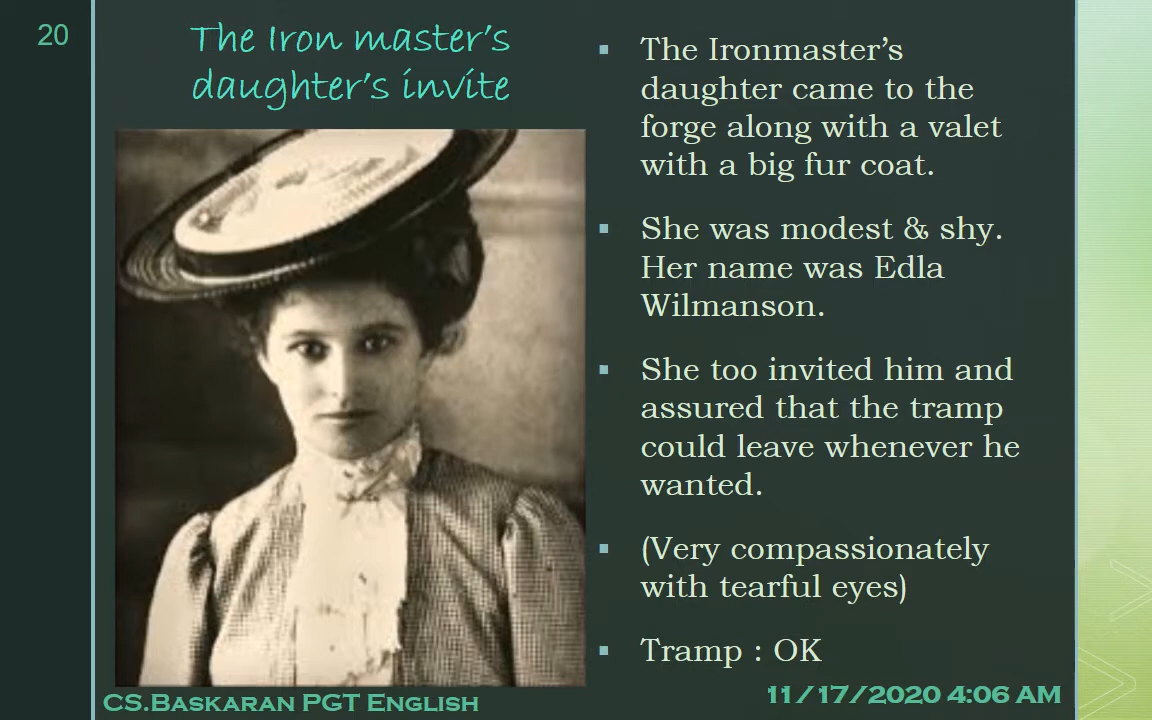 20
The Iron master's
daughter's invite
▪ The Ironmaster’s
daughter came to the
forge along with a valet
with a big fur coat.
▪ She was modest & shy.
Her name was Edla
Wilmanson.
▪ She too invited him and
assured that the tramp
could leave whenever he
wanted.
▪ (Very compassionately
with tearful eyes)
▪ Tramp : OK
CS.Baskaran PGT English
11/17/2020 4:06 AM